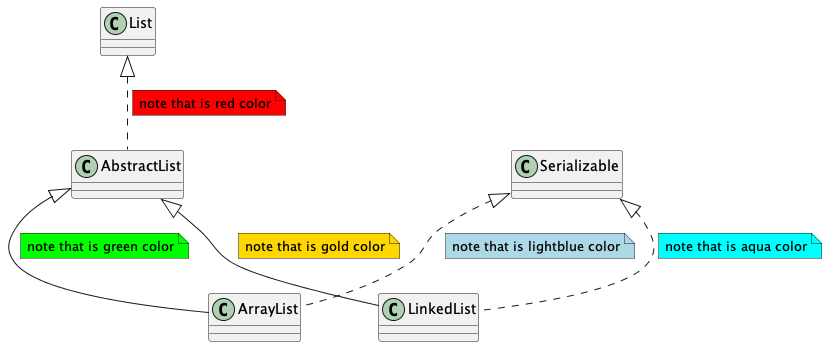 C List
note that is red color
C AbstractList
C Serializable
note that is green color
note that is gold color
note that is lightblue color
note that is aqua color
C ArrayList
C LinkedList